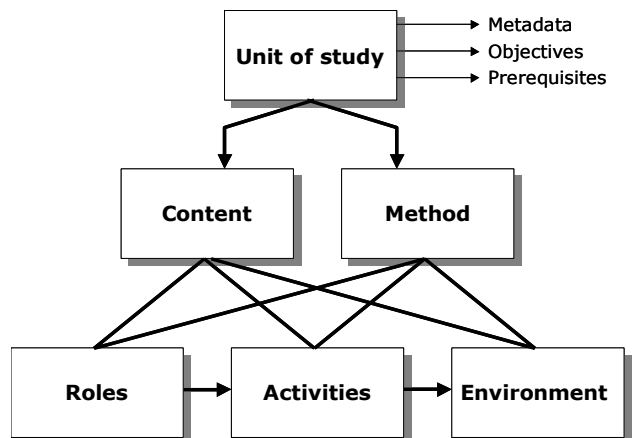 Unit of study
Metadata
Objectives
Prerequisites
Content
Method
Roles
Activities
Environment